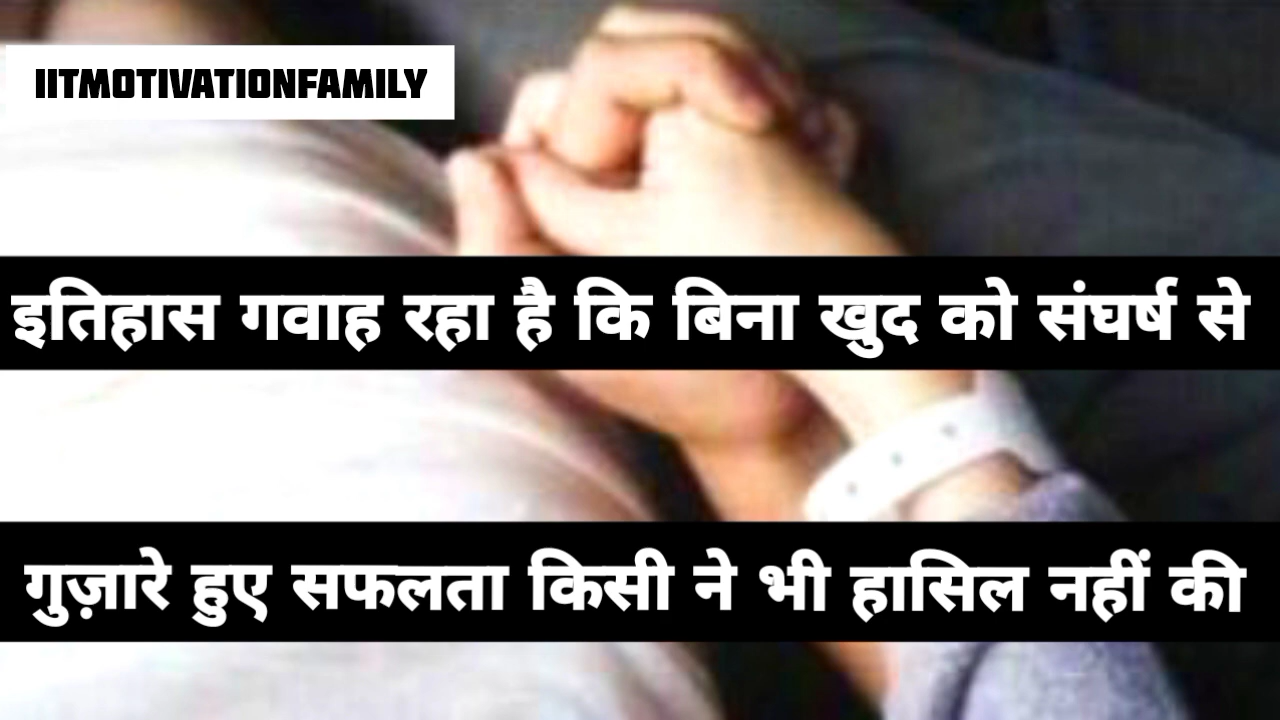 IITMOTIVATIONFAMILY
इतिहास गवाह रहा है कि बिना खुद को संघर्ष से
गुज़ारे हुए सफलता किसी ने भी हासिल नहीं की